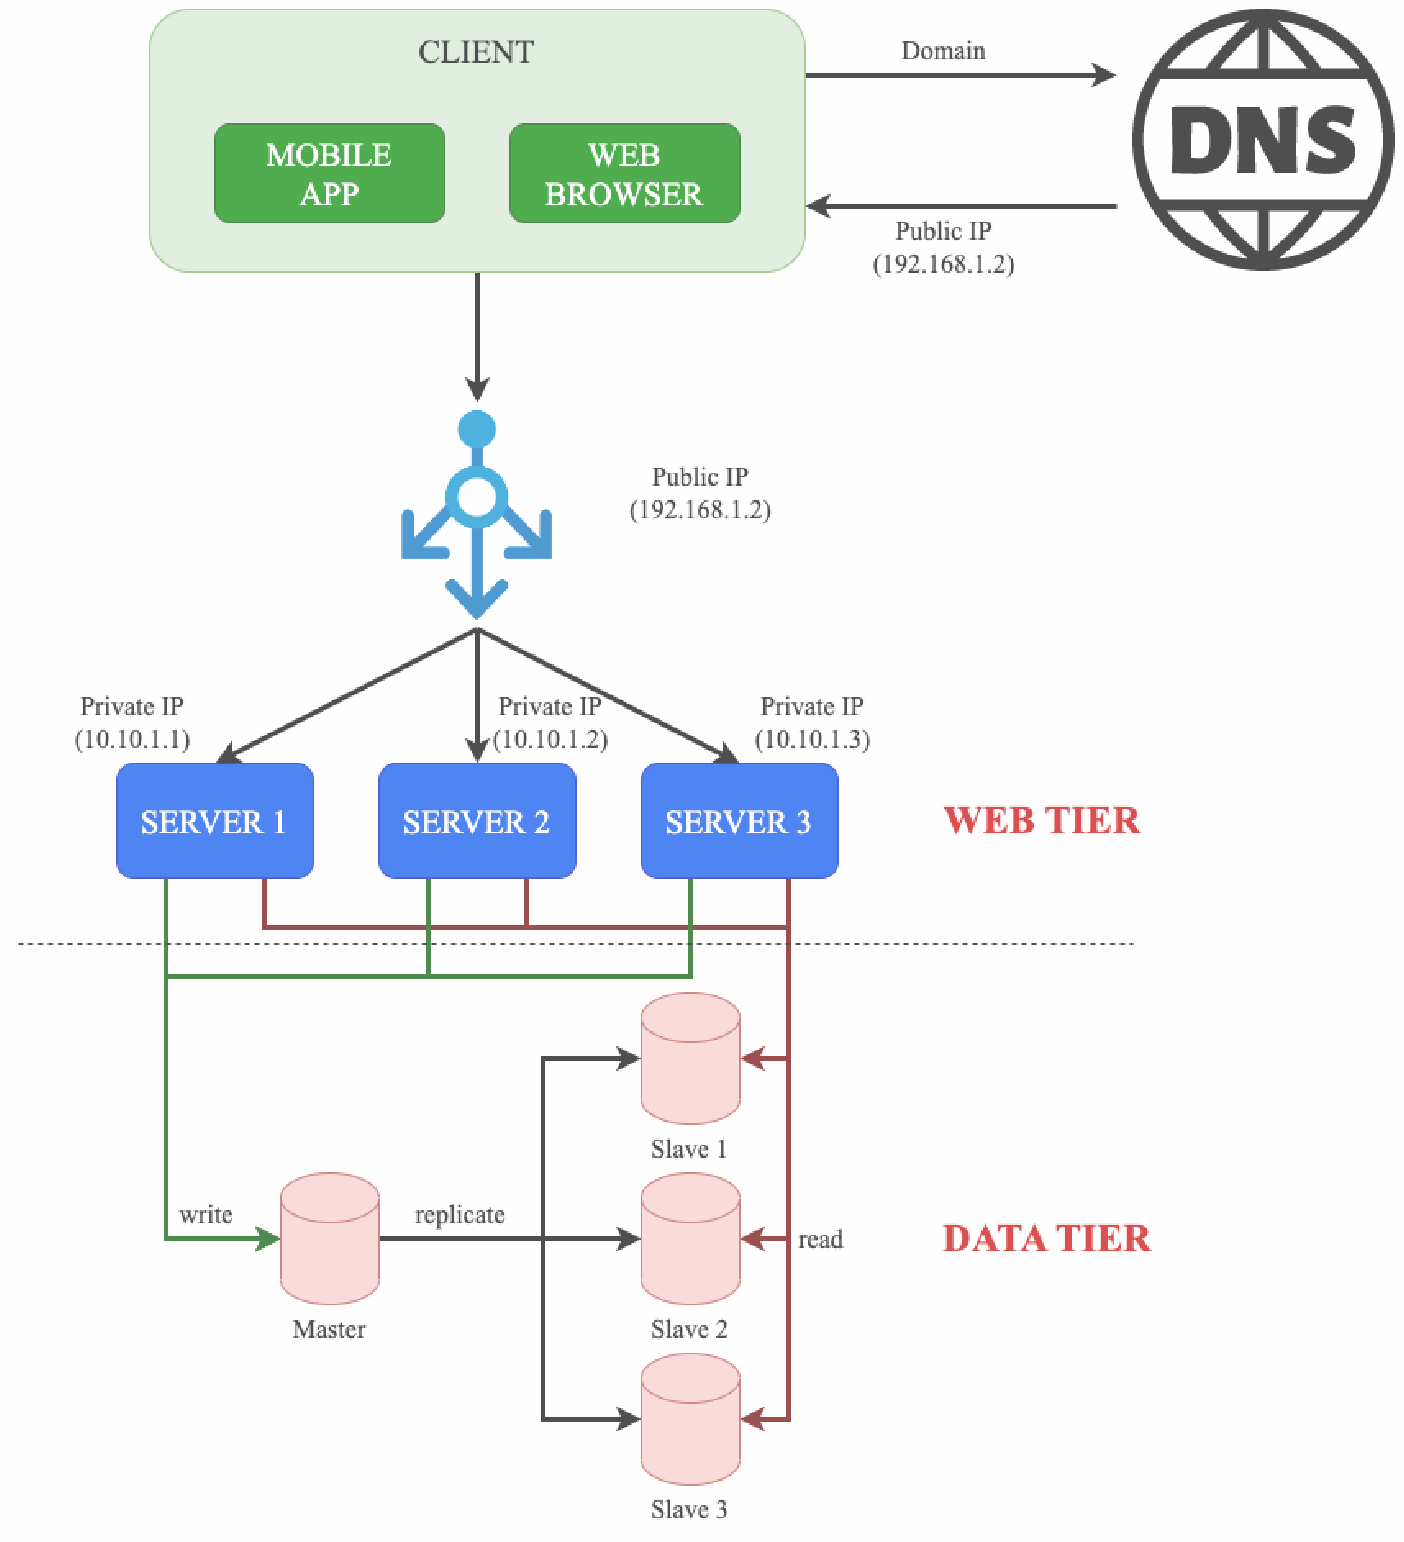 CLIENT
Domain
DNS
MOBILE
APP
WEB
BROWSER
Public IP
(192.168.1.2)
Public IP
(192.168.1.2)
Private IP
(10.10.1.1)
Private IP
(10.10.1.2)
Private IP
(10.10.1.3)
SERVER 1
SERVER 2
SERVER 3
WEB TIER
Slave 1
write
replicate
read
DATA TIER
Master
Slave 2
Slave 3